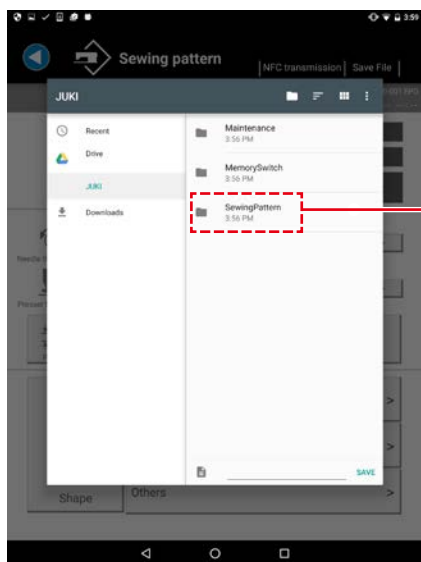 3:59
Sewing pattern
NFC transmission
Save File
JUKI
Recent
Drive
JUKI
Downloads
Maintenance
3:56 PM
MemorySwitch
3:56 PM
SewingPattern
3:56 PM
SAVE
Shape
Others